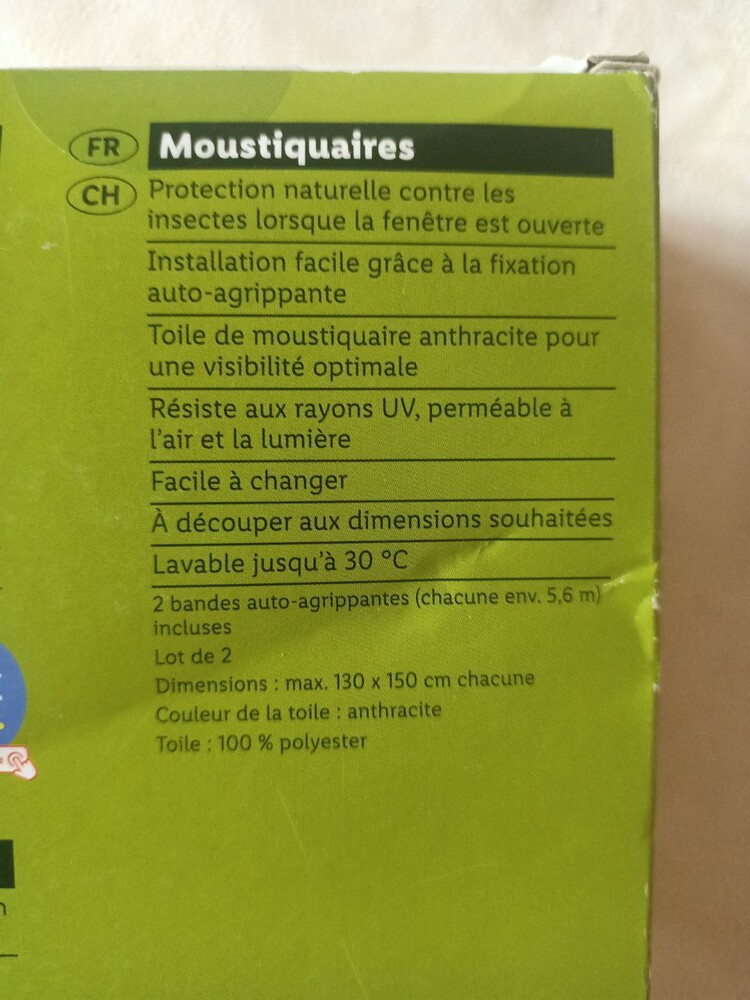 FR
Moustiquaires
CH
Protection naturelle contre les
insectes lorsque la fenêtre est ouverte
Installation facile grâce à la fixation
auto-agrippante
Toile de moustiquaire anthracite pour
une visibilité optimale
Résiste aux rayons UV, perméable à
l'air et la lumière
Facile à changer
À découper aux dimensions souhaitées
Lavable jusqu'à 30 °C
2 bandes auto-agrippantes (chacune env. 5,6 m)
incluses
Lot de 2
Dimensions : max. 130 x 150 cm chacune
Couleur de la toile : anthracite
Toile : 100 % polyester